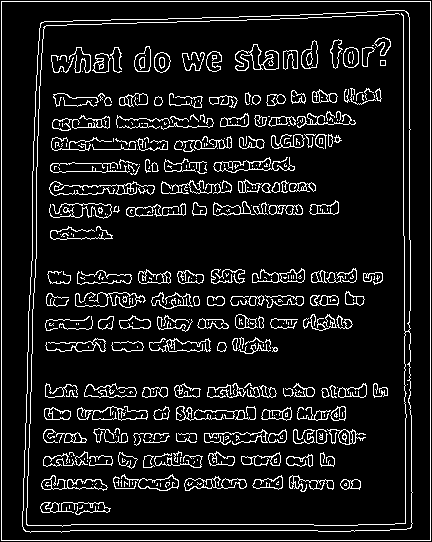 what do we stand for?
There's still a long way to go in the fight
against homophobia and transphobia.
Discrimination against the LGBTQI+
community is being expanded.
Conservative backlash threatens
LGBTQI+ content in bookstores and
schools.
We believe that the SRC should stand up
for LGBTQI+ rights so everyone can be
proud of who they are. But our rights
weren't won without a fight.
Left Action are the activists who stand in
the tradition of Stonewall and Mardi
Gras. This year we supported LGBTQI+
activism by getting the word out in
classes, through posters and flyers on
campus.